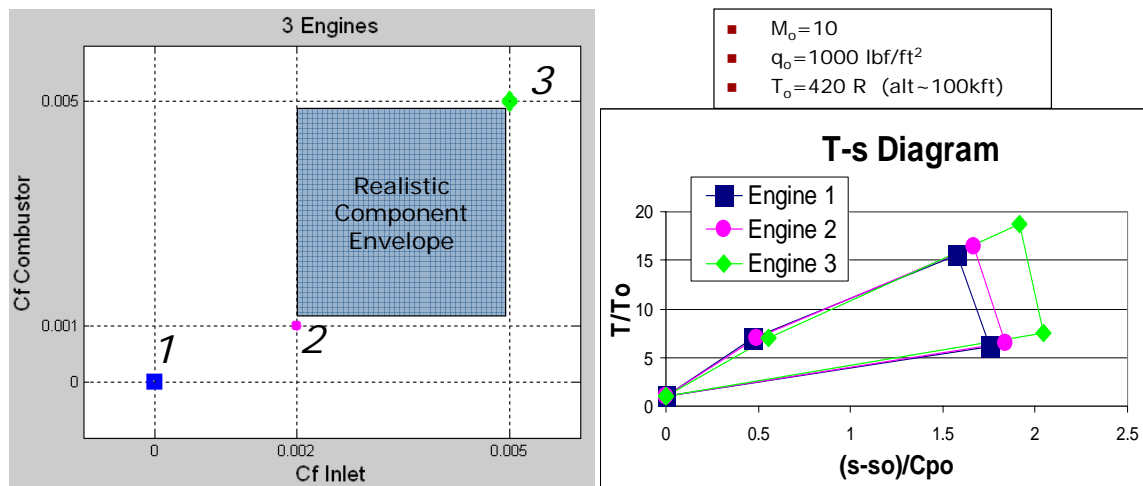 3 Engines
Cf Combustor
0.005
0.001
0
1
2
3
Realistic
Component
Envelope
0
0.002
0.005
Cf Inlet
Mo=10
qo=1000 lbf/ft²
To=420 R (alt~100kft)
T-s Diagram
Engine 1
Engine 2
Engine 3
T/To
20
15
10
5
0
0
0.5
1
1.5
2
2.5
(s-so)/Cpo